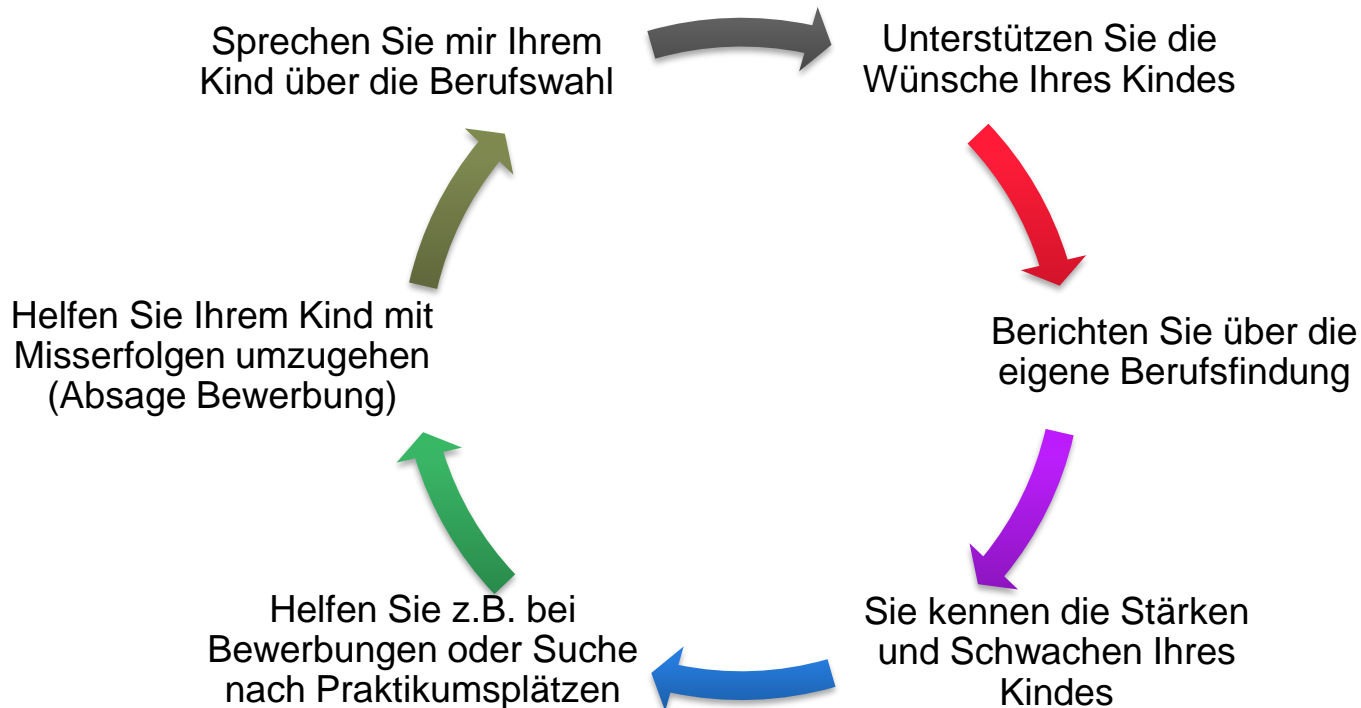 Sprechen Sie mir Ihrem
Kind über die Berufswahl
Unterstützen Sie die
Wünsche Ihres Kindes
Berichten Sie über die
eigene Berufsfindung
Sie kennen die Stärken
und Schwachen Ihres
Kindes
Helfen Sie z.B. bei
Bewerbungen oder Suche
nach Praktikumsplätzen
Helfen Sie Ihrem Kind mit
Misserfolgen umzugehen
(Absage Bewerbung)